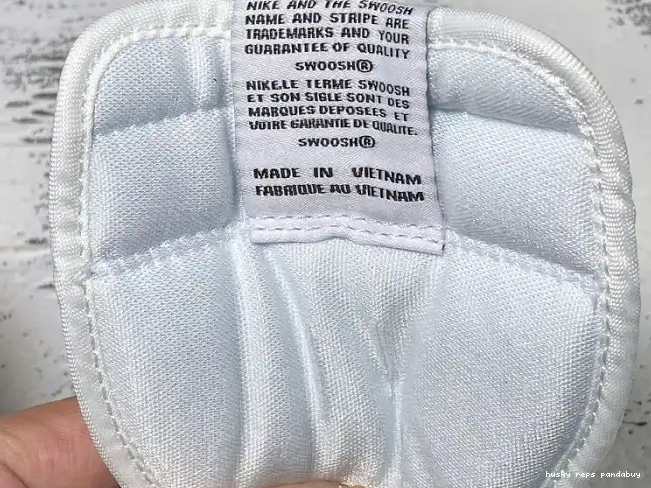 NIKE AND THE SWOOSH
NAME AND STRIPE ARE
TRADEMARKS AND YOUR
GUARANTEE OF QUALITY
SWOOSH®
NIKE.LE TERME SWOOSH
ET SON SIGLE SONT DES
MARQUES DEPOSEES ET
VOTRE GARANTIE DE QUALITE.
SWOOSH®
MADE IN VIETNAM
FABRIQUE AU VIETNAM
husky reps pandabuy